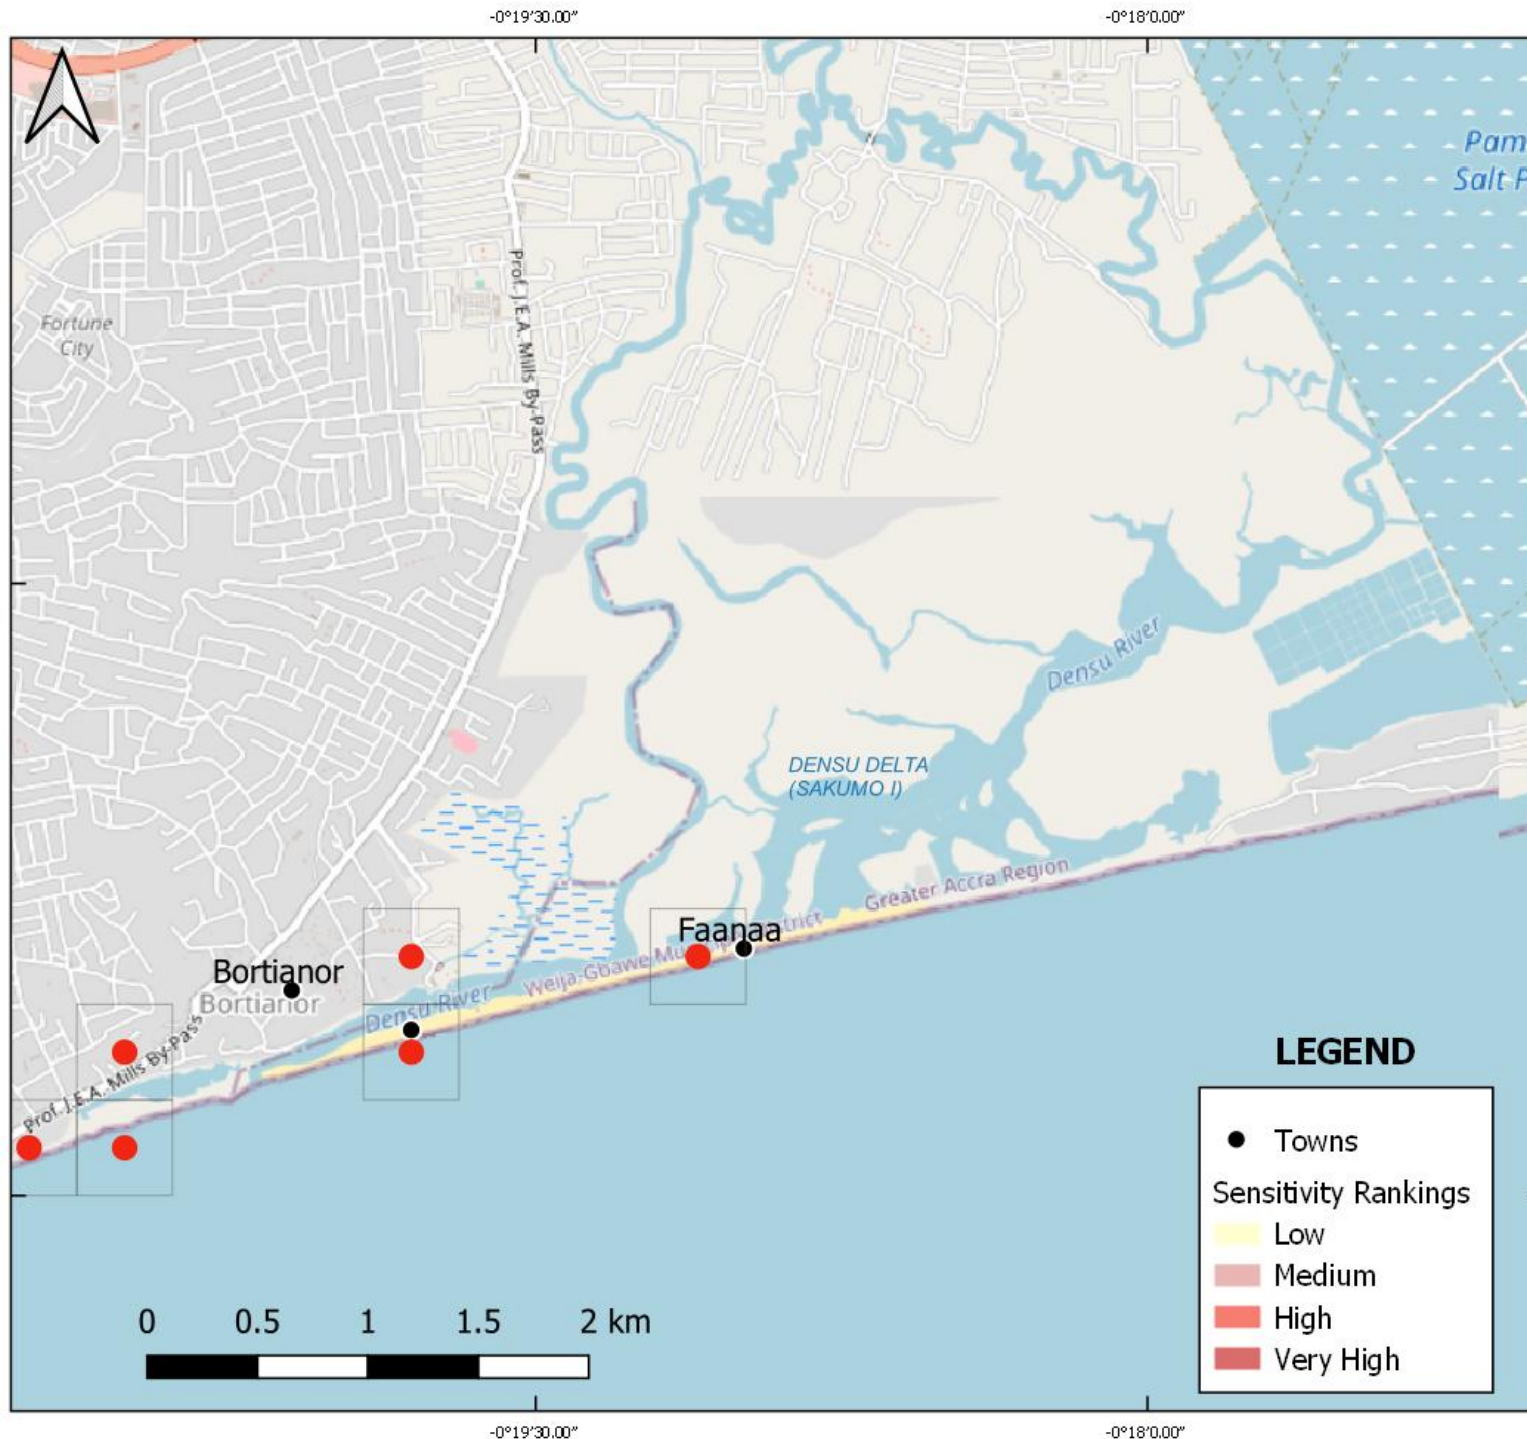 -0°19'30.00" -0°18'0.00"
Pam
Salt P
Prof. J.E.A. Mills By-Pass
Fortune
City
Densu River
DENSU DELTA
(SAKUMO I)
Greater Accra Region
Faanaa
Weija-Gbawe Mu trict
Bortianor
Bortianor
Densu River
Prof. J.E.A. Mills By-Pass
LEGEND
Towns
Sensitivity Rankings
Low
Medium
High
Very High
0 0.5 1 1.5 2 km
-0°19'30.00" -0°18'0.00"